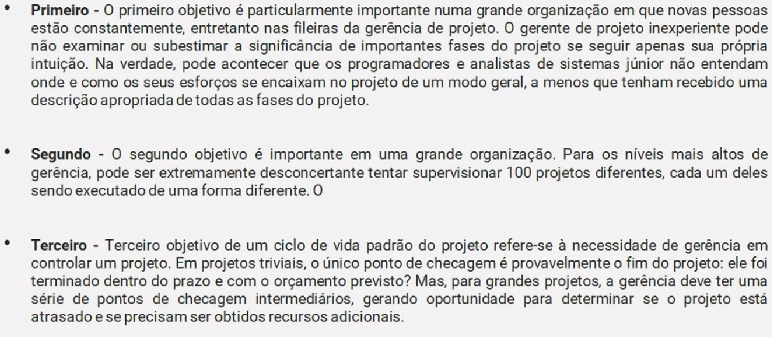 • Primeiro - O primeiro objetivo é particularmente importante numa grande organização em que novas pessoas
estão constantemente, entretanto nas fileiras da gerência de projeto. O gerente de projeto inexperiente pode
não examinar ou subestimar a significância de importantes fases do projeto se seguir apenas sua própria
intuição. Na verdade, pode acontecer que os programadores e analistas de sistemas júnior não entendam
onde e como os seus esforços se encaixam no projeto de um modo geral, a menos que tenham recebido uma
descrição apropriada de todas as fases do projeto.
• Segundo - O segundo objetivo é importante em uma grande organização. Para os níveis mais altos de
gerência, pode ser extremamente desconcertante tentar supervisionar 100 projetos diferentes, cada um deles
sendo executado de uma forma diferente. O
• Terceiro - Terceiro objetivo de um ciclo de vida padrão do projeto refere-se à necessidade de gerência em
controlar um projeto. Em projetos triviais, o único ponto de checagem é provavelmente o fim do projeto: ele foi
terminado dentro do prazo e com o orçamento previsto? Mas, para grandes projetos, a gerência deve ter uma
série de pontos de checagem intermediários, gerando oportunidade para determinar se o projeto está
atrasado e se precisam ser obtidos recursos adicionais.